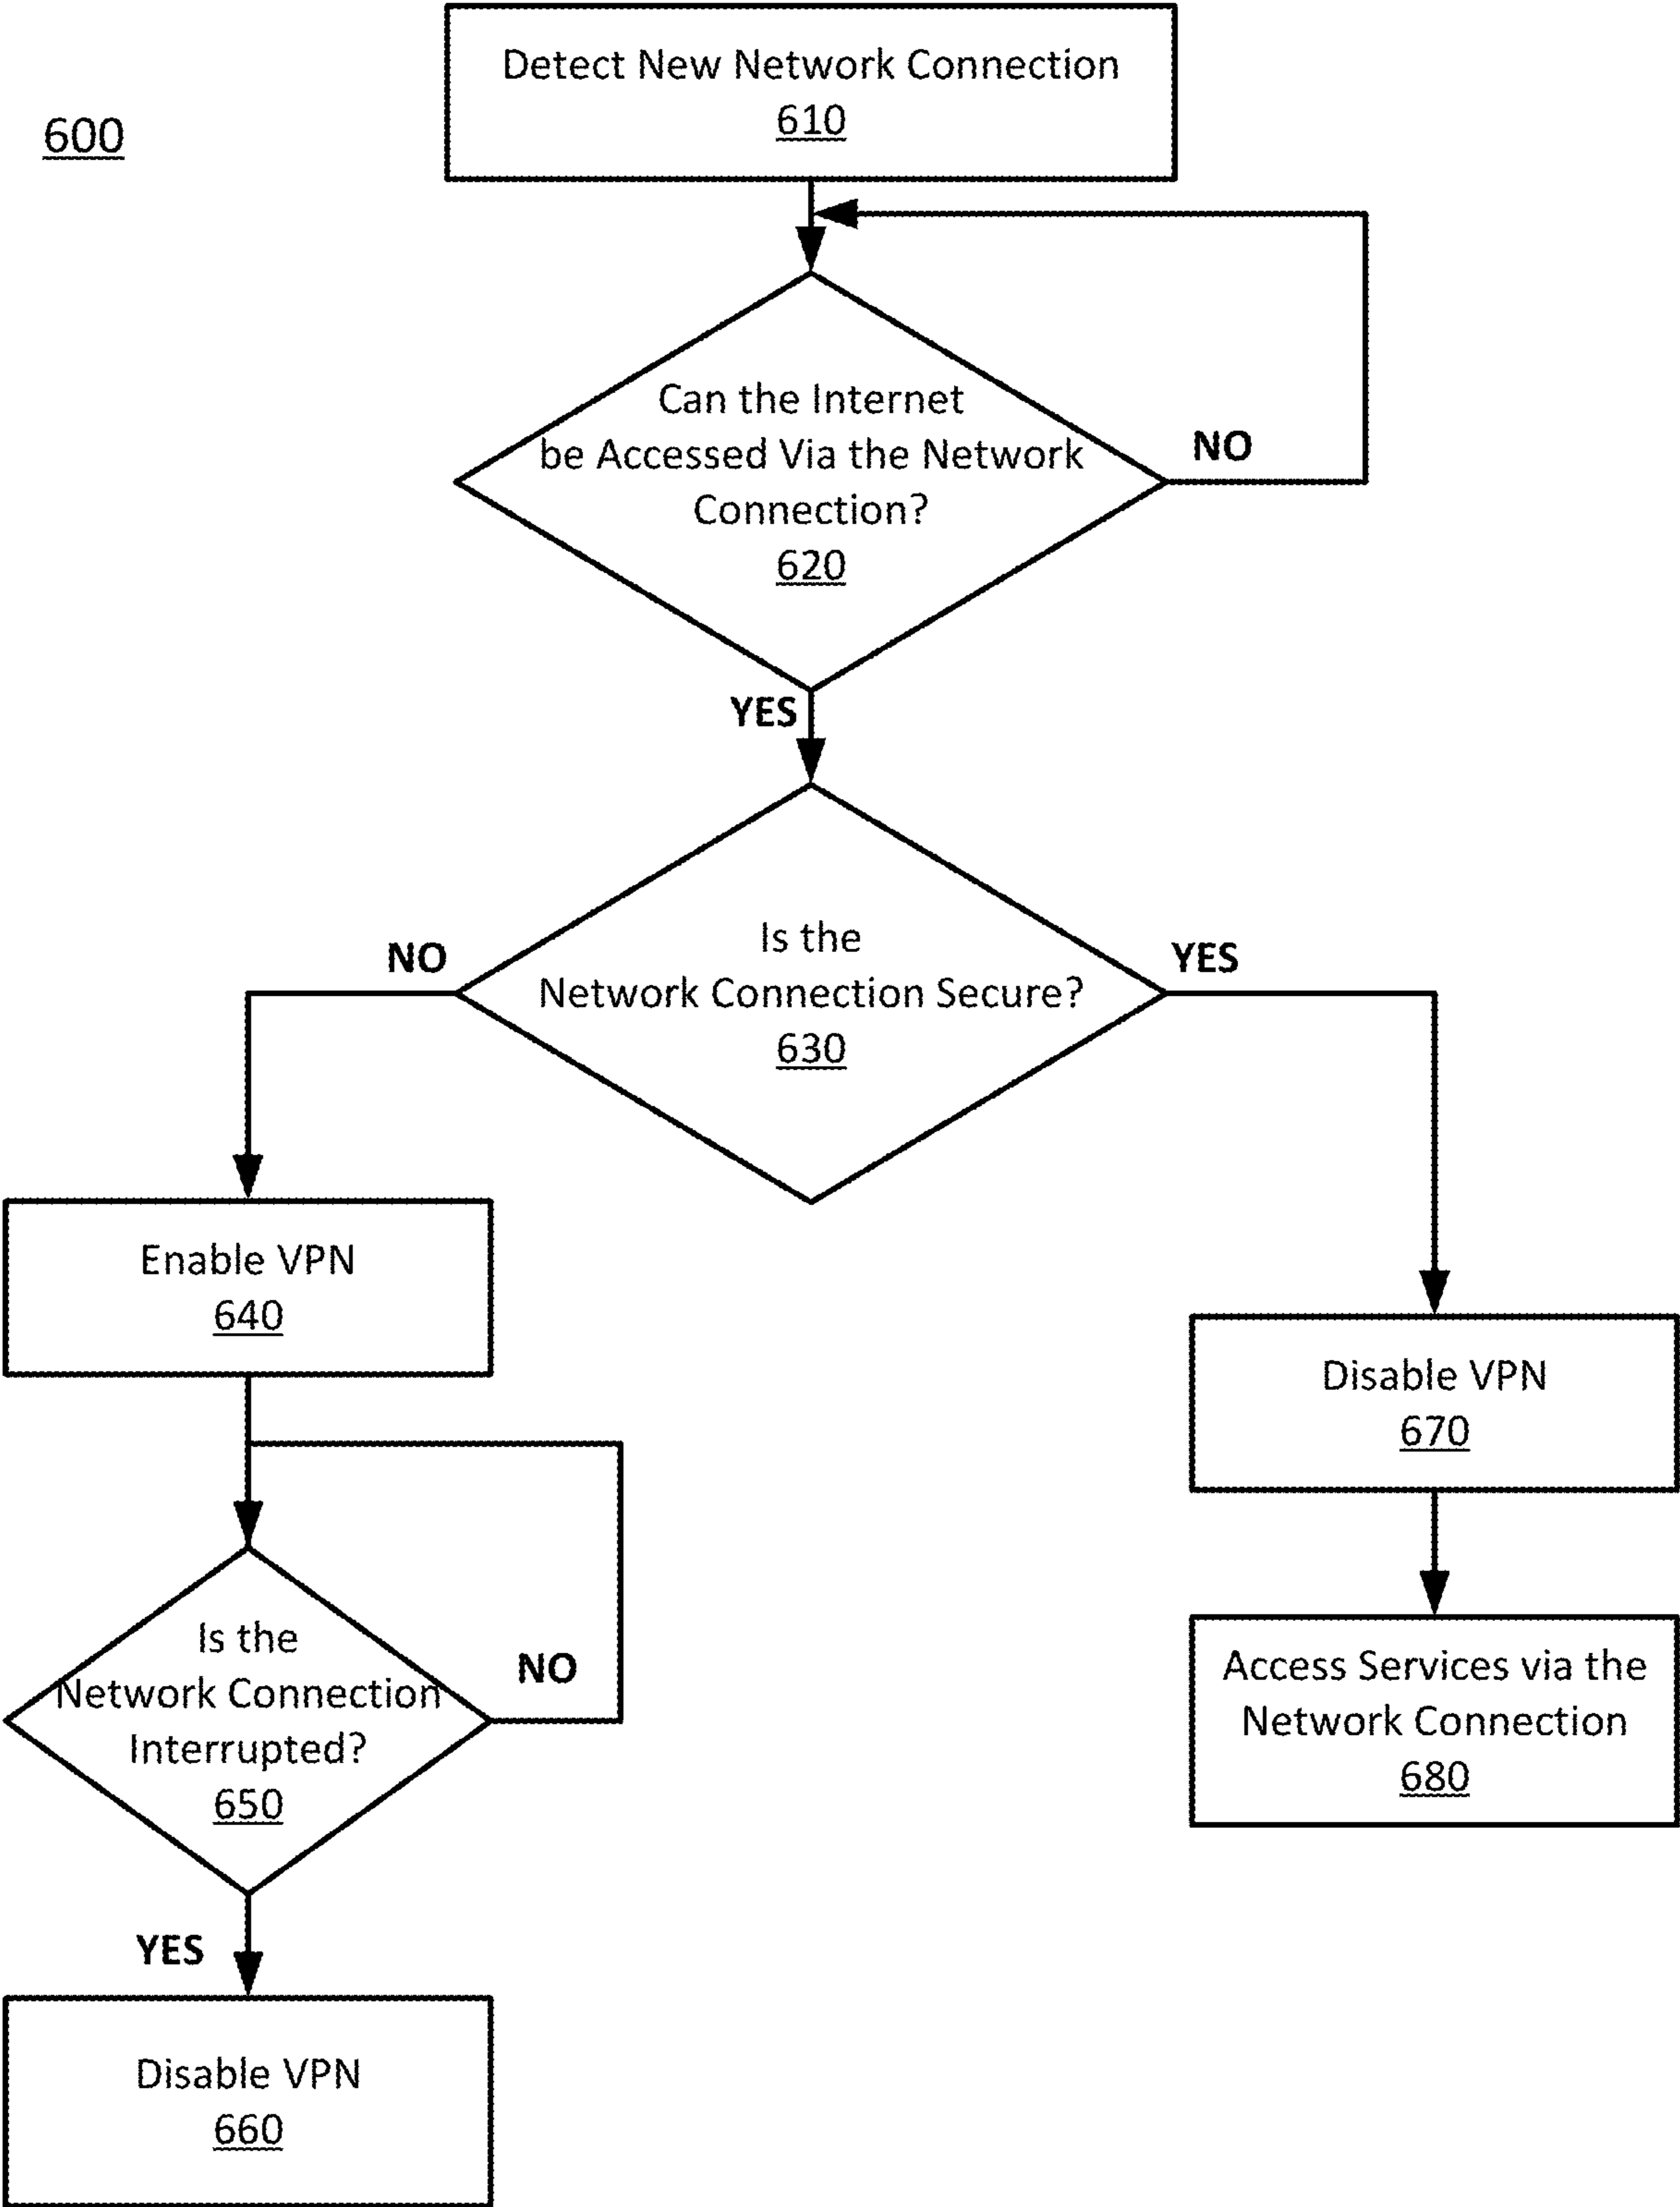 600
Detect New Network Connection
610
Can the Internet
be Accessed Via the Network
Connection?
620
NO
YES
Is the
Network Connection Secure?
630
NO
YES
Enable VPN
640
Is the
Network Connection
Interrupted?
650
NO
YES
Disable VPN
660
Disable VPN
670
Access Services via the
Network Connection
680